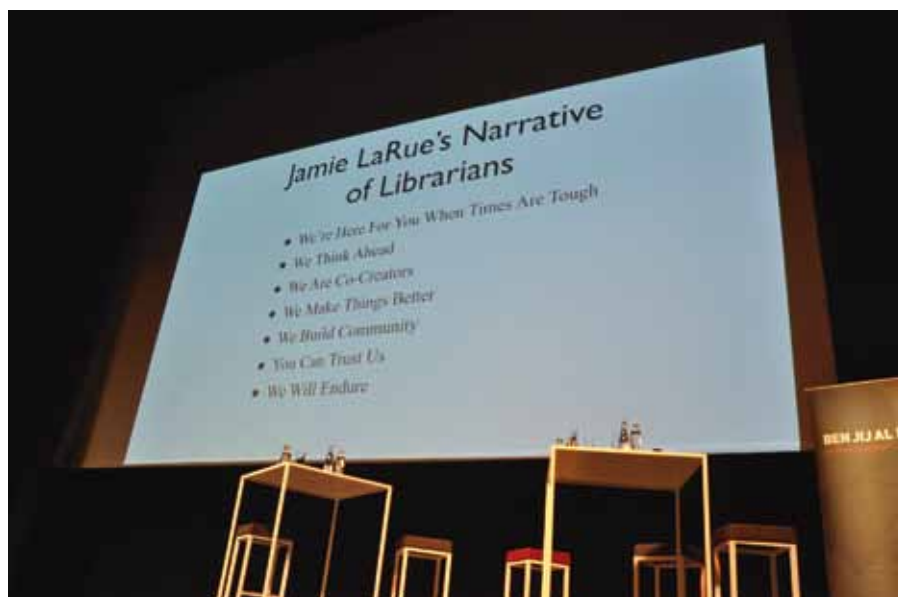 Jamie LaRue's Narrative
of Librarians
• We're Here For You When Times Are Tough
• We Think Ahead
• We Are Co-Creators
• We Make Things Better
• We Build Community
• You Can Trust Us
• We Will Endure
BEN JIJ AL